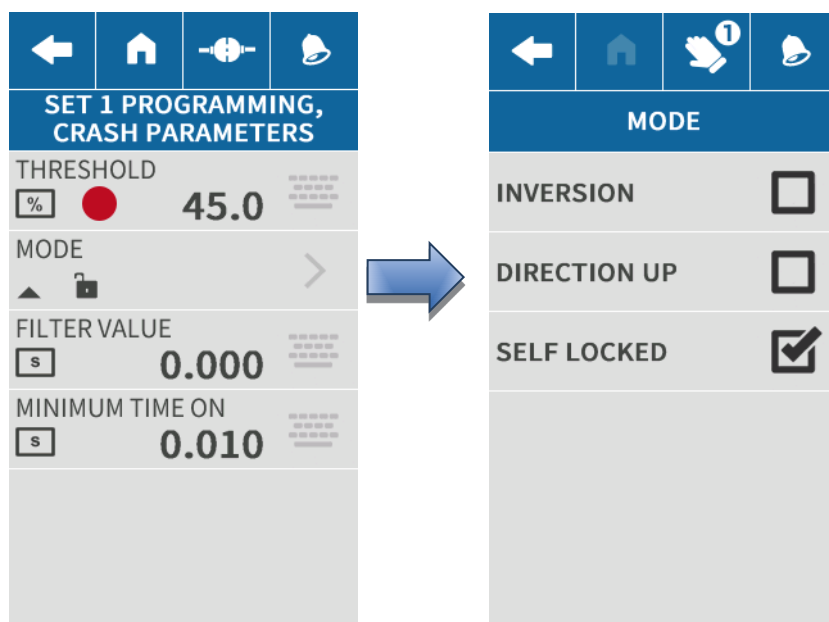 SET 1 PROGRAMMING,
CRASH PARAMETERS
THRESHOLD
% 45.0
MODE
FILTER VALUE
s 0.000
MINIMUM TIME ON
s 0.010
1
MODE
INVERSION
DIRECTION UP
SELF LOCKED